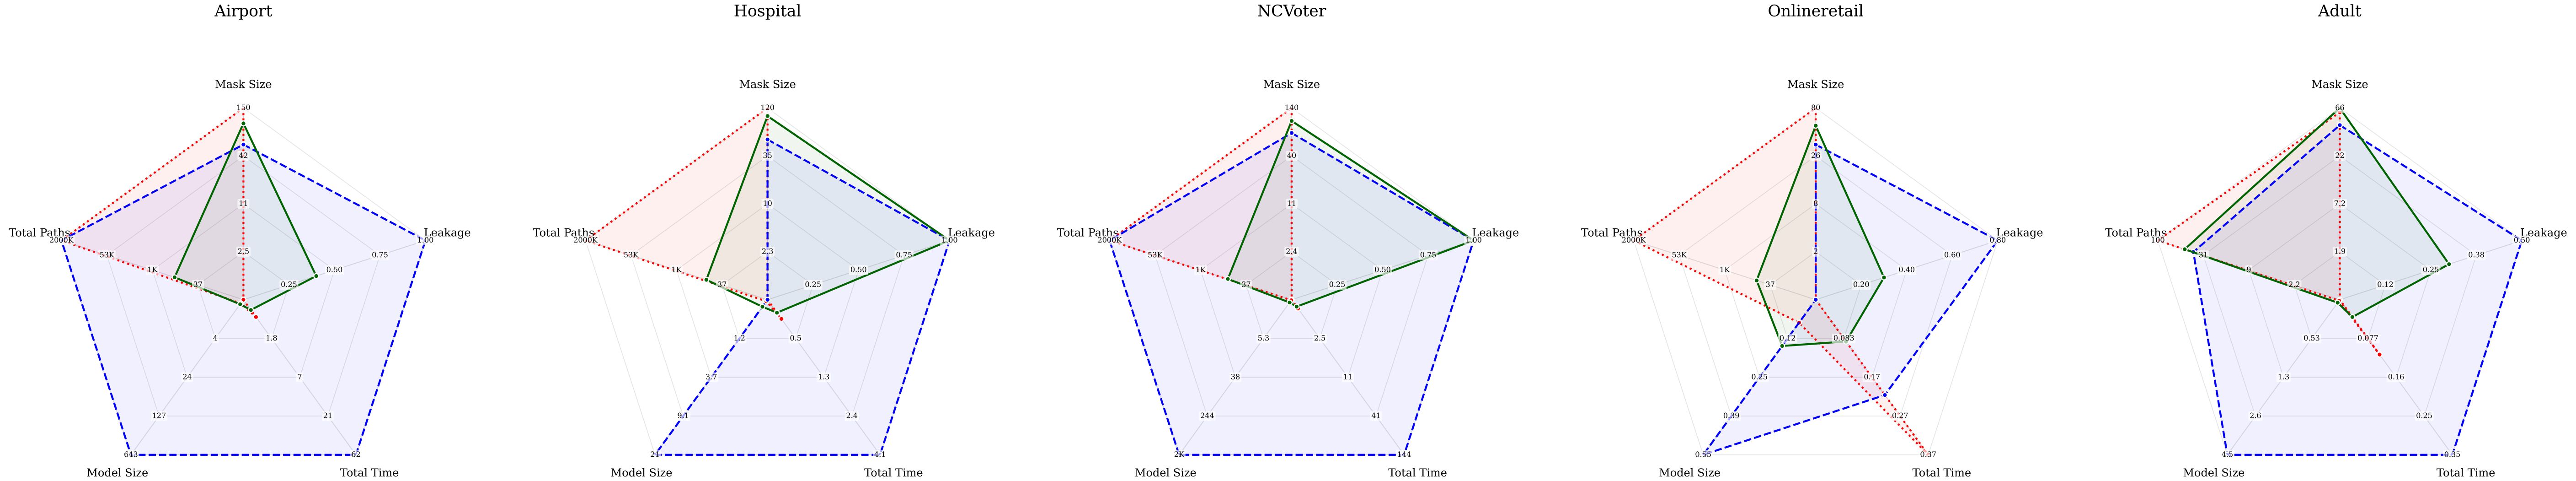 Airport
Mask Size
150
42
11
2.5
Leakage
1.00
0.75
0.50
0.25
Total Paths
2000K
53K
1K
37
4
24
127
643
Model Size
1.8
7
21
62
Total Time
Hospital
Mask Size
120
35
10
2.3
Leakage
1.00
0.75
0.50
0.25
Total Paths
2000K
53K
1K
37
1.2
3.7
9.1
21
Model Size
0.5
1.3
2.4
4.1
Total Time
NCVoter
Mask Size
140
40
11
2.4
Leakage
1.00
0.75
0.50
0.25
Total Paths
2000K
53K
1K
37
5.3
38
244
2K
Model Size
2.5
11
41
144
Total Time
Onlineretail
Mask Size
80
26
8
2
Leakage
0.80
0.60
0.40
0.20
Total Paths
2000K
53K
1K
37
0.12
0.25
0.39
0.55
Model Size
0.083
0.17
0.27
0.37
Total Time
Adult
Mask Size
66
22
7.2
1.9
Leakage
0.50
0.38
0.25
0.12
Total Paths
100
31
9
2.2
0.53
1.3
2.6
4.5
Model Size
0.077
0.16
0.25
0.35
Total Time